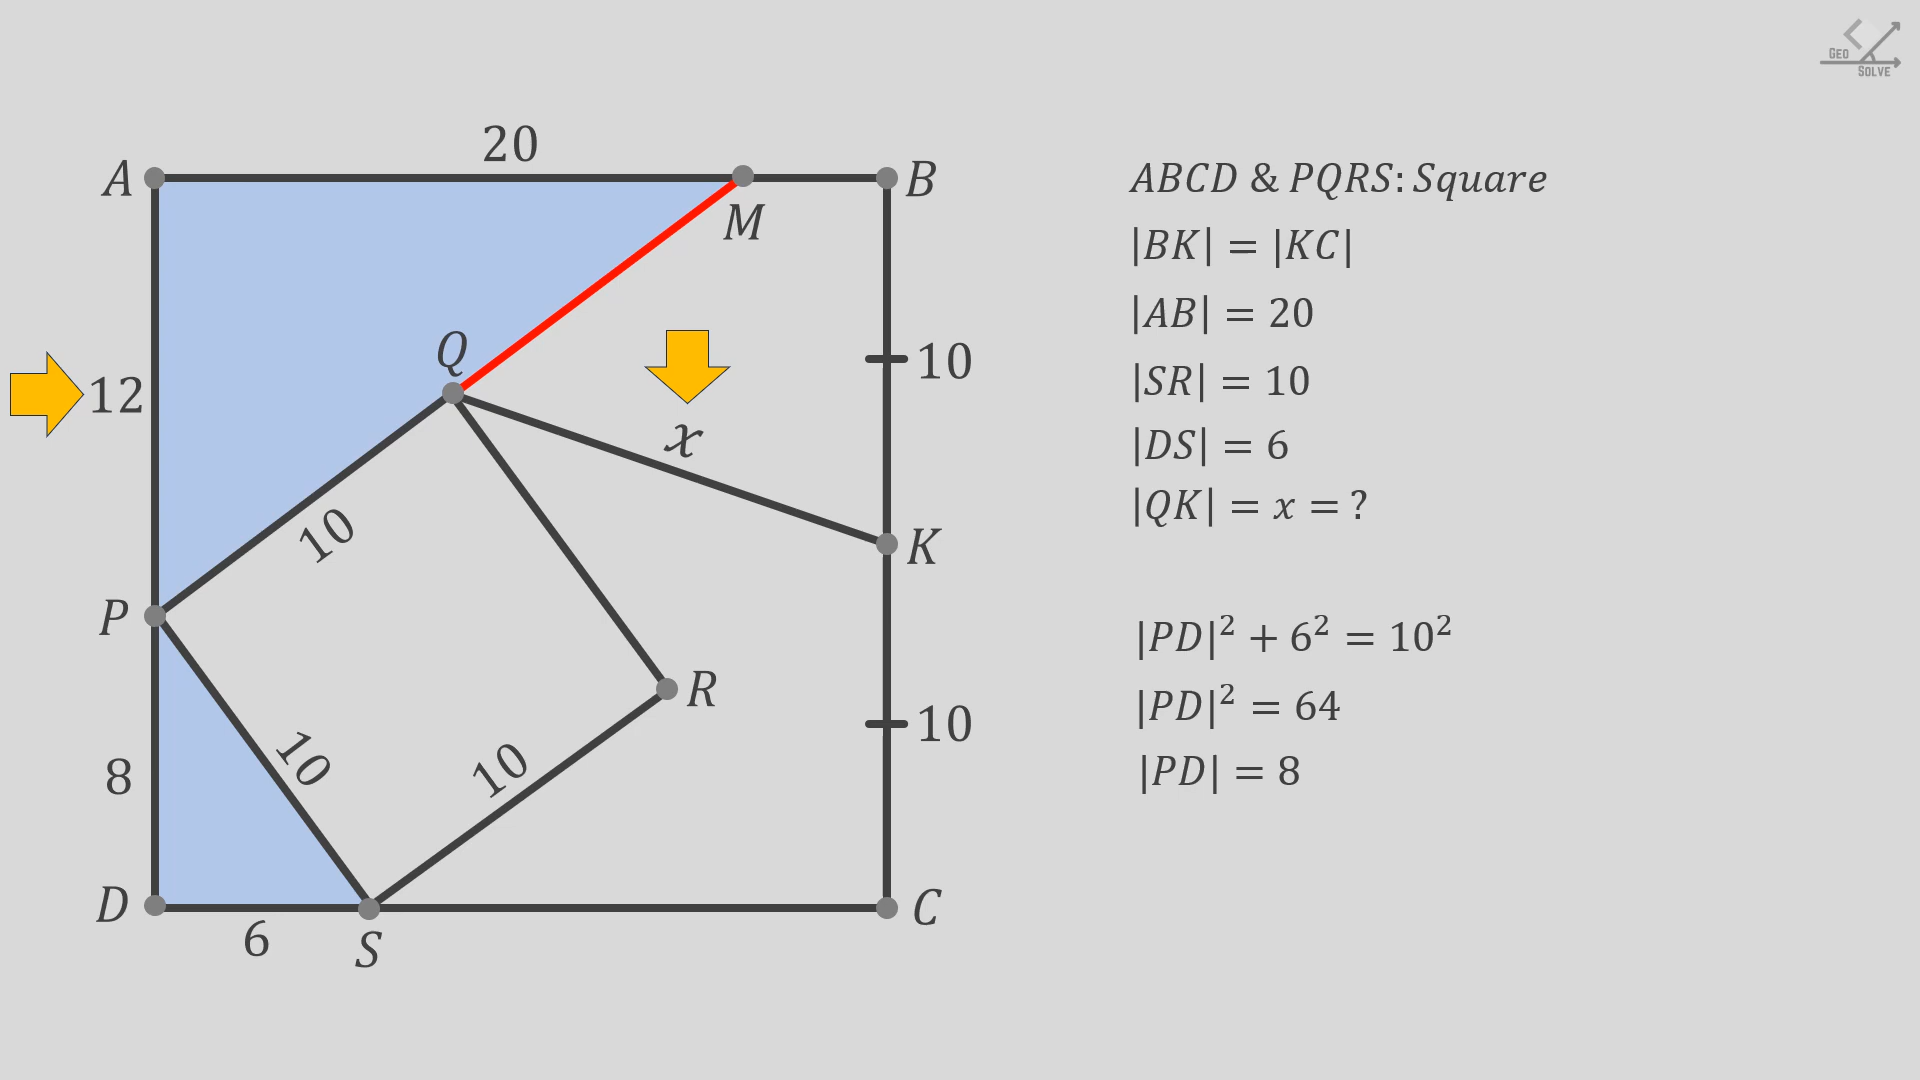 GEO
SOLVE
20
A
B
M
ABCD & PQRS: Square
|BK| = |KC|
|AB| = 20
|SR| = 10
|DS| = 6
|QK| = x = ?
Q
12
10
x
10
K
P
|PD|² + 6² = 10²
|PD|² = 64
|PD| = 8
R
10
8
10
10
D
C
6
S